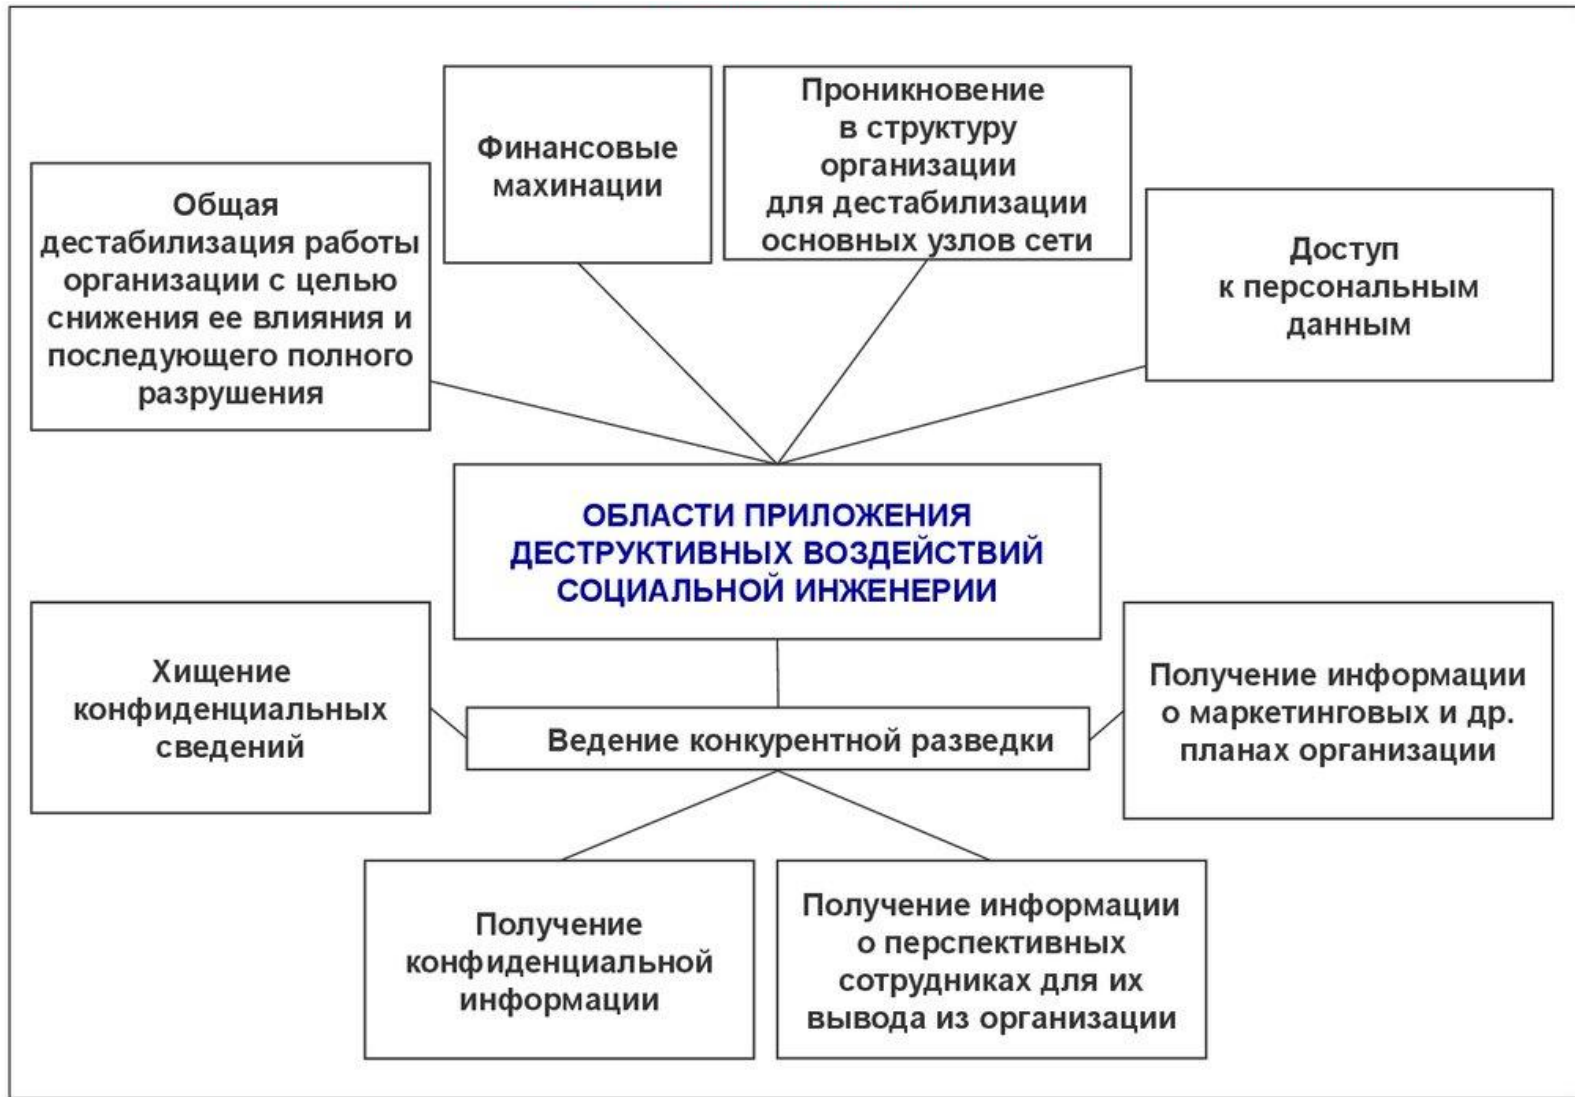 Финансовые
махинации
Проникновение
в структуру
организации
для дестабилизации
основных узлов сети
Общая
дестабилизация работы
организации с целью
снижения ее влияния и
последующего полного
разрушения
Доступ
к персональным
данным
ОБЛАСТИ ПРИЛОЖЕНИЯ
ДЕСТРУКТИВНЫХ ВОЗДЕЙСТВИЙ
СОЦИАЛЬНОЙ ИНЖЕНЕРИИ
Хищение
конфиденциальных
сведений
Ведение конкурентной разведки
Получение информации
о маркетинговых и др.
планах организации
Получение
конфиденциальной
информации
Получение информации
о перспективных
сотрудниках для их
вывода из организации